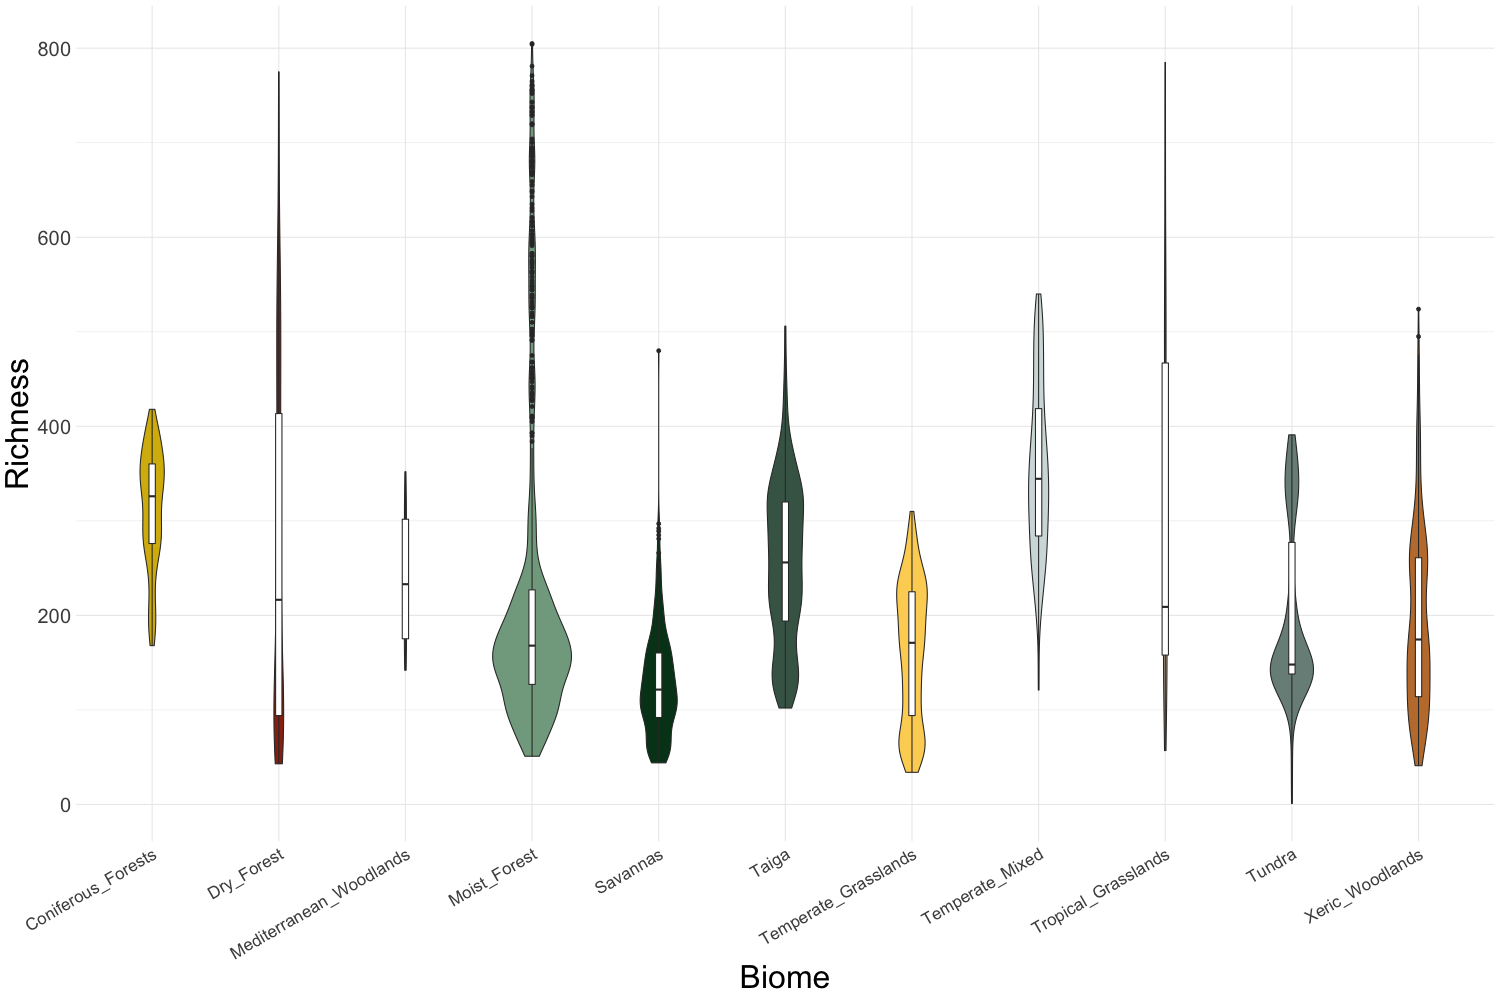 Richness
800
600
400
200
0
Coniferous_Forests
Dry_Forest
Mediterranean_Woodlands
Moist_Forest
Savannas
Taiga
Temperate_Grasslands
Temperate_Mixed
Tropical_Grasslands
Tundra
Xeric_Woodlands
Biome